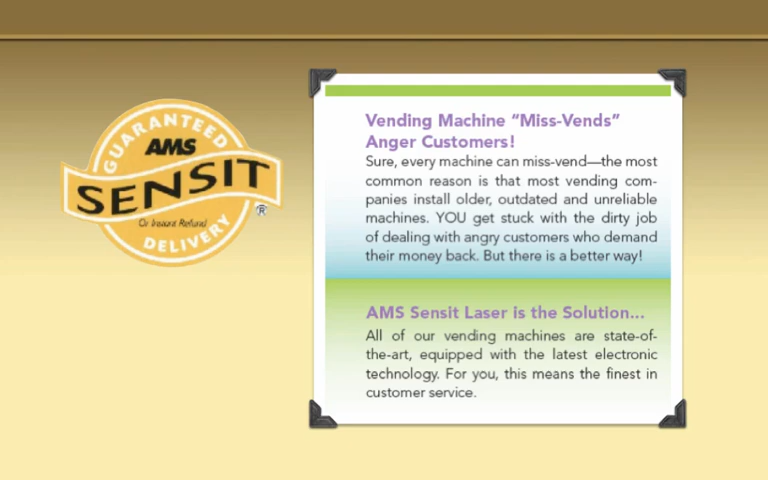 GUARANTEED
AMS
SENSIT
®
Or Instant Refund
DELIVERY
Vending Machine “Miss-Vends”
Anger Customers!
Sure, every machine can miss-vend—the most
common reason is that most vending com-
panies install older, outdated and unreliable
machines. YOU get stuck with the dirty job
of dealing with angry customers who demand
their money back. But there is a better way!
AMS Sensit Laser is the Solution...
All of our vending machines are state-of-
the-art, equipped with the latest electronic
technology. For you, this means the finest in
customer service.